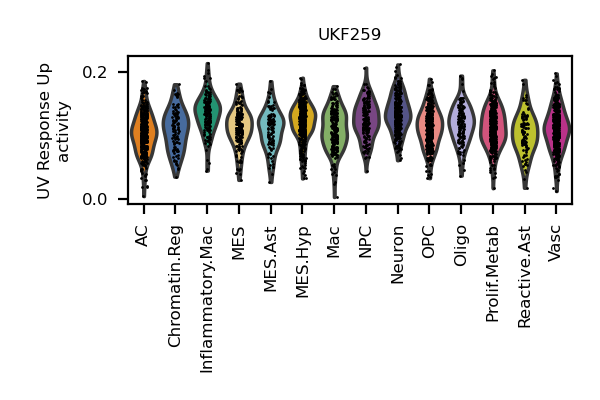 UKF259
UV Response Up
activity
0.2
0.0
AC
Chromatin.Reg
Inflammatory.Mac
MES
MES.Ast
MES.Hyp
Mac
NPC
Neuron
OPC
Oligo
Prolif.Metab
Reactive.Ast
Vasc